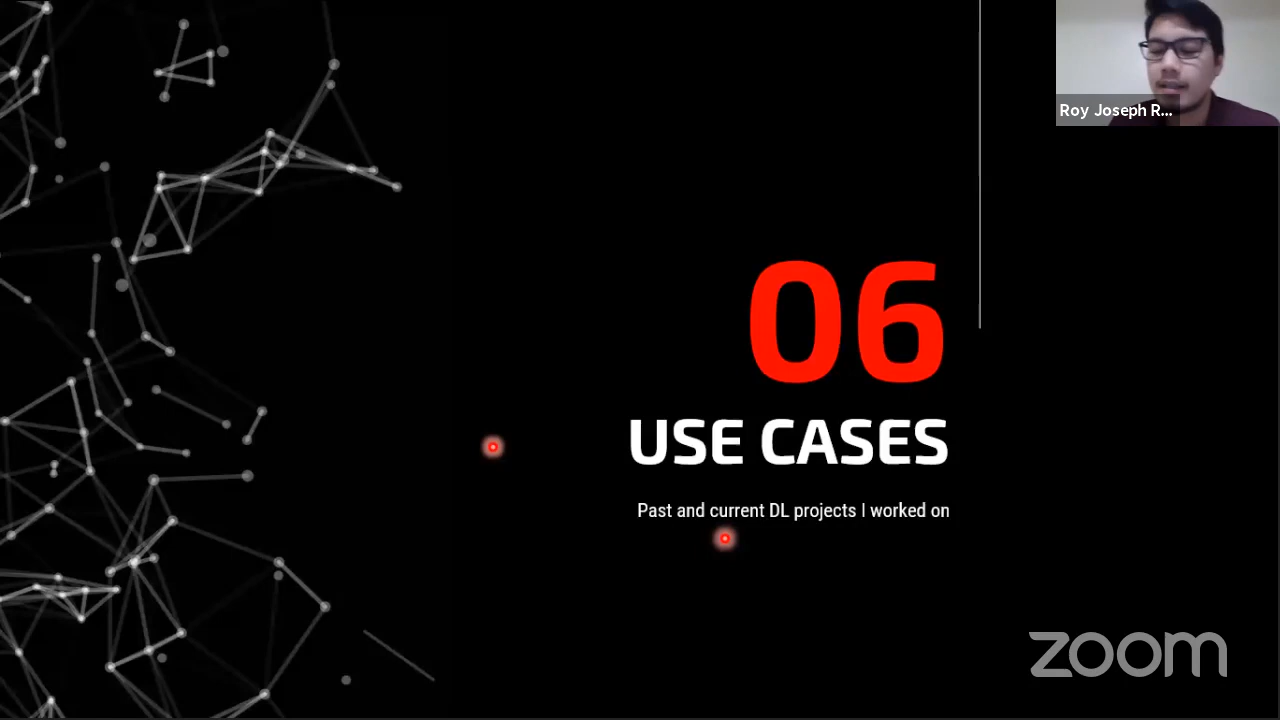 Roy Joseph R...
06
USE CASES
Past and current DL projects I worked on
zoom